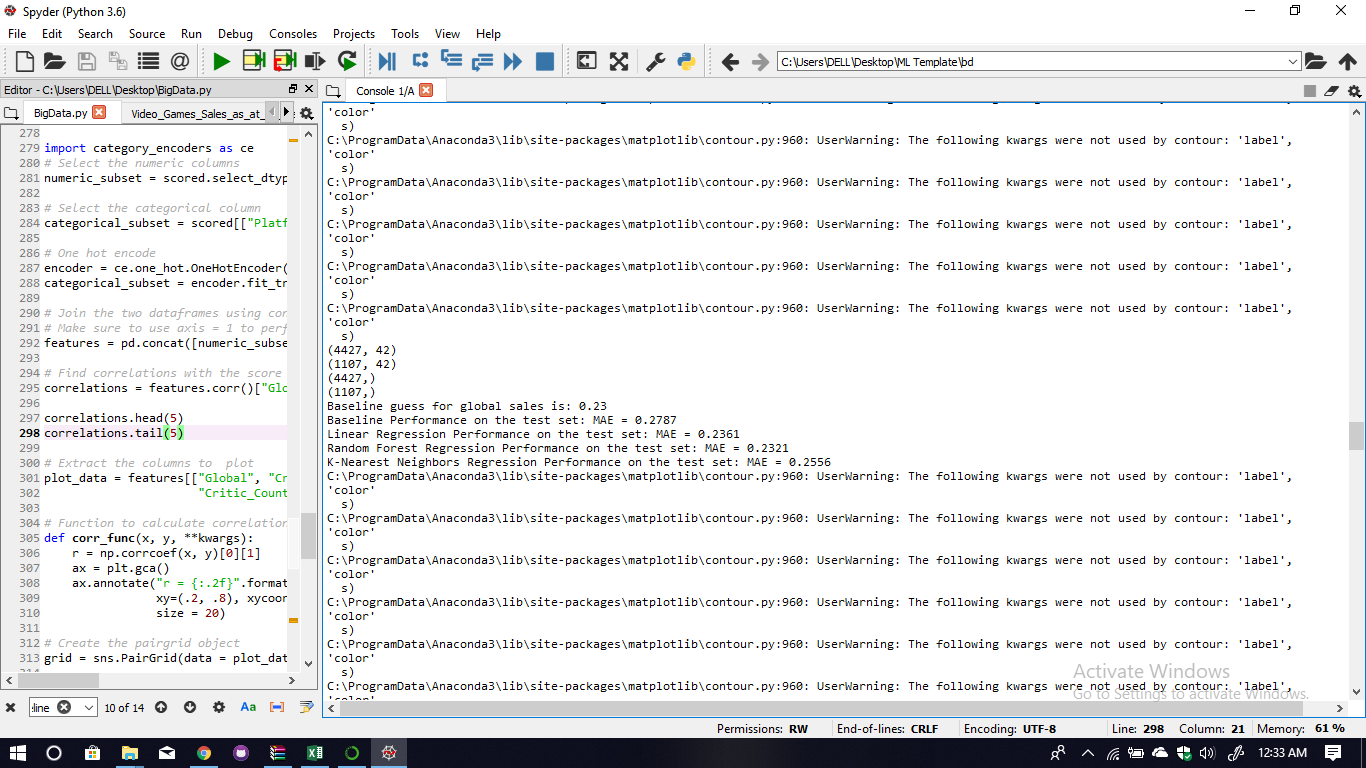 Spyder (Python 3.6)
File Edit Search Source Run Debug Consoles Projects Tools View Help
C:\Users\DELL\Desktop\ML Template\bd
Editor - C:\Users\DELL\Desktop\BigData.py
BigData.py Video_Games_Sales_as_at_
278
279 import category_encoders as ce
280 # Select the numeric columns
281 numeric_subset = scored.select_dtyp
282
283 # Select the categorical column
284 categorical_subset = scored[["Platf
285
286 # One hot encode
287 encoder = ce.one_hot.OneHotEncoder(
288 categorical_subset = encoder.fit_tr
289
290 # Join the two dataframes using con
291 # Make sure to use axis = 1 to perf
292 features = pd.concat([numeric_subse
293
294 # Find correlations with the score
295 correlations = features.corr()["Glo
296
297 correlations.head(5)
298 correlations.tail(5)
299
300 # Extract the columns to  plot
301 plot_data = features[["Global", "Cr
302 "Critic_Count
303
304 # Function to calculate correlation
305 def corr_func(x, y, **kwargs):
306 r = np.corrcoef(x, y)[0][1]
307 ax = plt.gca()
308 ax.annotate("r = {:.2f}".format
309 xy=(.2, .8), xycoor
310 size = 20)
311
312 # Create the pairgrid object
313 grid = sns.PairGrid(data = plot_dat
:line 10 of 14 Aa
Console 1/A
'color'
s)
C:\ProgramData\Anaconda3\lib\site-packages\matplotlib\contour.py:960: UserWarning: The following kwargs were not used by contour: 'label',
'color'
s)
C:\ProgramData\Anaconda3\lib\site-packages\matplotlib\contour.py:960: UserWarning: The following kwargs were not used by contour: 'label',
'color'
s)
C:\ProgramData\Anaconda3\lib\site-packages\matplotlib\contour.py:960: UserWarning: The following kwargs were not used by contour: 'label',
'color'
s)
C:\ProgramData\Anaconda3\lib\site-packages\matplotlib\contour.py:960: UserWarning: The following kwargs were not used by contour: 'label',
'color'
s)
C:\ProgramData\Anaconda3\lib\site-packages\matplotlib\contour.py:960: UserWarning: The following kwargs were not used by contour: 'label',
'color'
s)
(4427, 42)
(1107, 42)
(4427,)
(1107,)
Baseline guess for global sales is: 0.23
Baseline Performance on the test set: MAE = 0.2787
Linear Regression Performance on the test set: MAE = 0.2361
Random Forest Regression Performance on the test set: MAE = 0.2321
K-Nearest Neighbors Regression Performance on the test set: MAE = 0.2556
C:\ProgramData\Anaconda3\lib\site-packages\matplotlib\contour.py:960: UserWarning: The following kwargs were not used by contour: 'label',
'color'
s)
C:\ProgramData\Anaconda3\lib\site-packages\matplotlib\contour.py:960: UserWarning: The following kwargs were not used by contour: 'label',
'color'
s)
C:\ProgramData\Anaconda3\lib\site-packages\matplotlib\contour.py:960: UserWarning: The following kwargs were not used by contour: 'label',
'color'
s)
C:\ProgramData\Anaconda3\lib\site-packages\matplotlib\contour.py:960: UserWarning: The following kwargs were not used by contour: 'label',
'color'
s)
C:\ProgramData\Anaconda3\lib\site-packages\matplotlib\contour.py:960: UserWarning: The following kwargs were not used by contour: 'label',
'color'
s)
C:\ProgramData\Anaconda3\lib\site-packages\matplotlib\contour.py:960: UserWarning: The following kwargs were not used by contour: 'label',
Activate Windows
Go to Settings to activate Windows.
Permissions: RW End-of-lines: CRLF Encoding: UTF-8 Line: 298 Column: 21 Memory: 61 %
12:33 AM